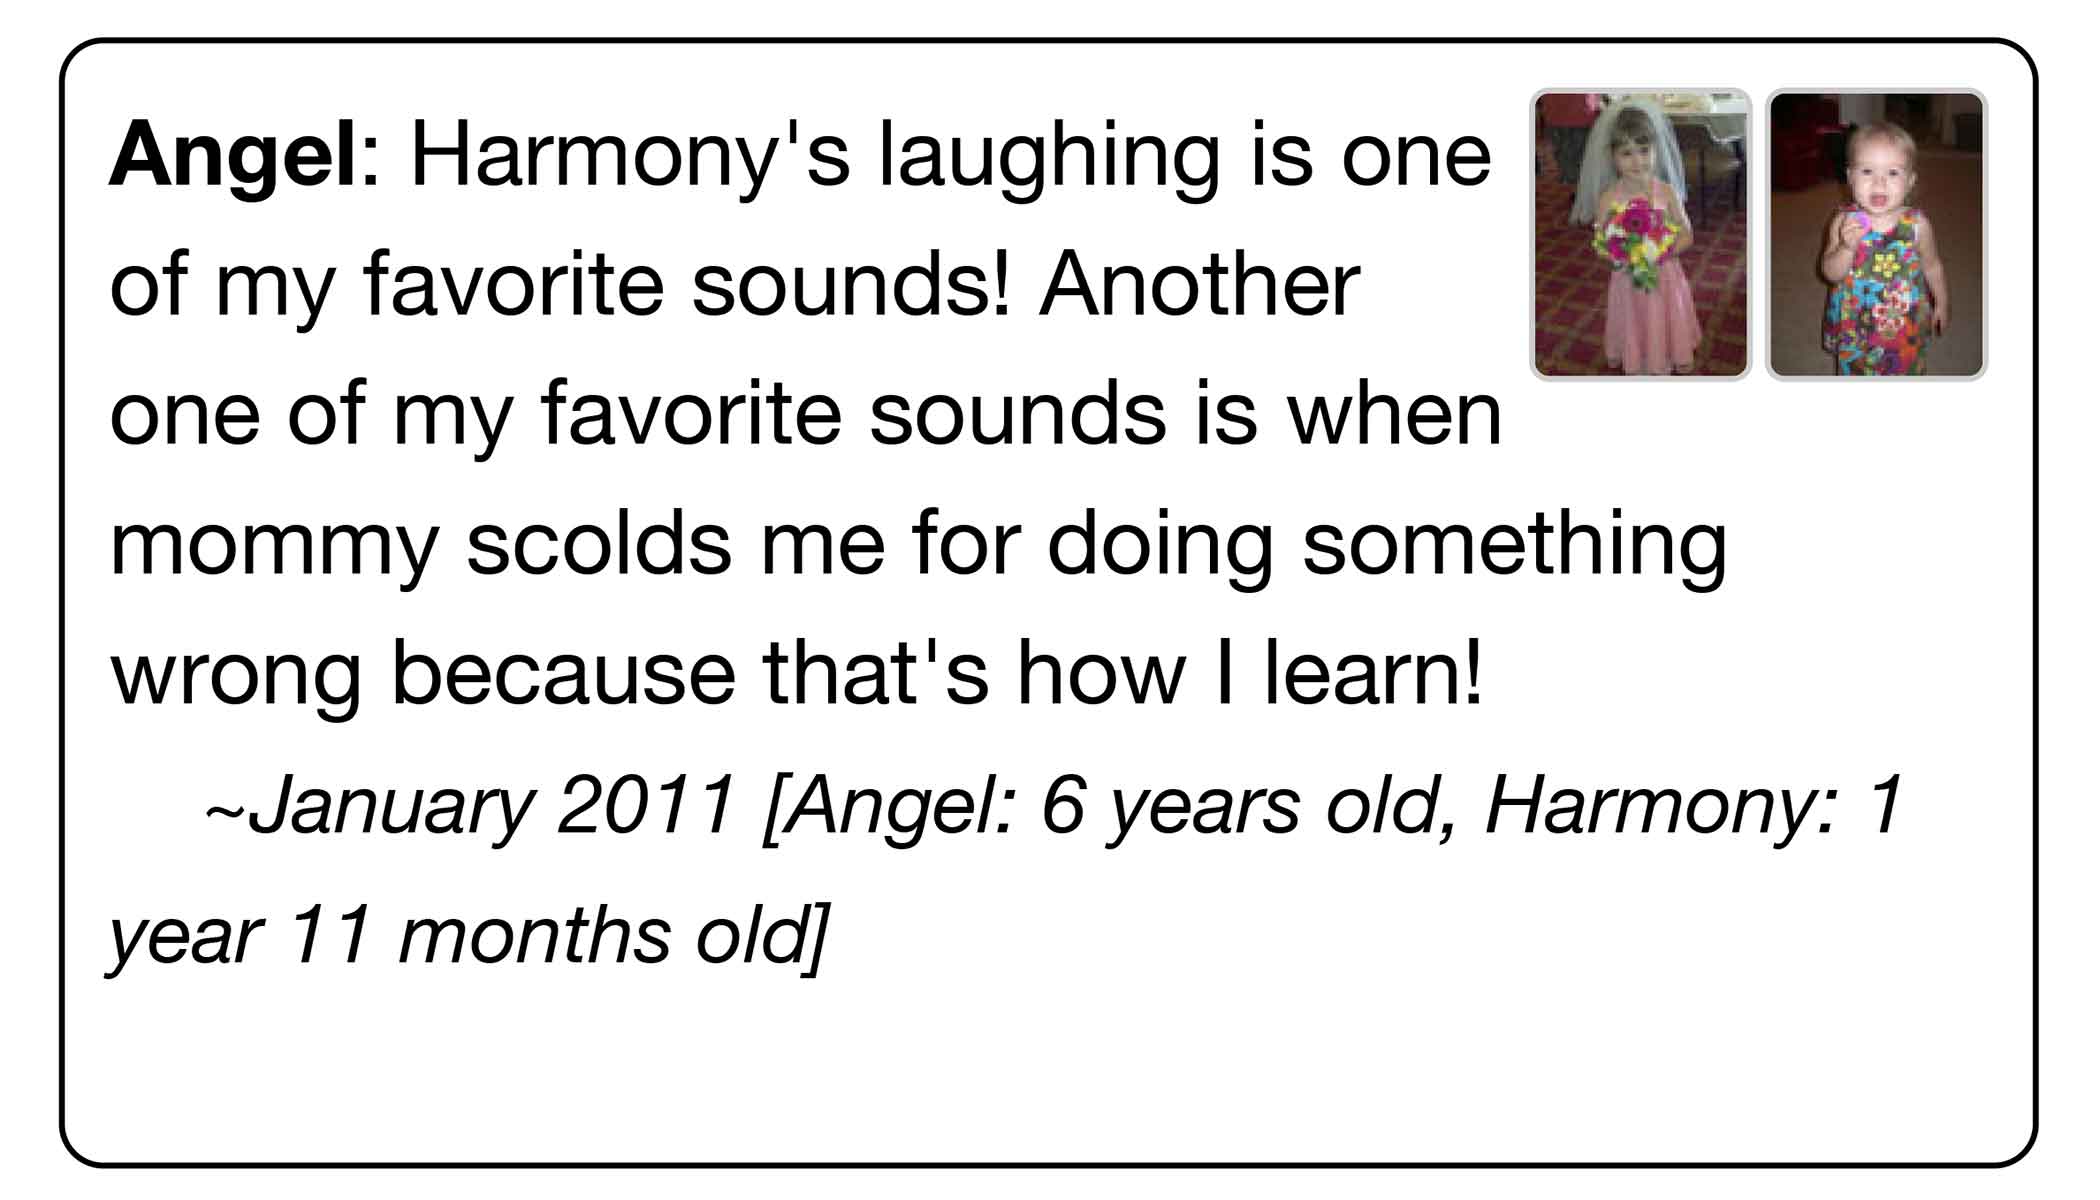 Angel: Harmony's laughing is one
of my favorite sounds! Another
one of my favorite sounds is when
mommy scolds me for doing something
wrong because that's how I learn!
~January 2011 [Angel: 6 years old, Harmony: 1
year 11 months old]